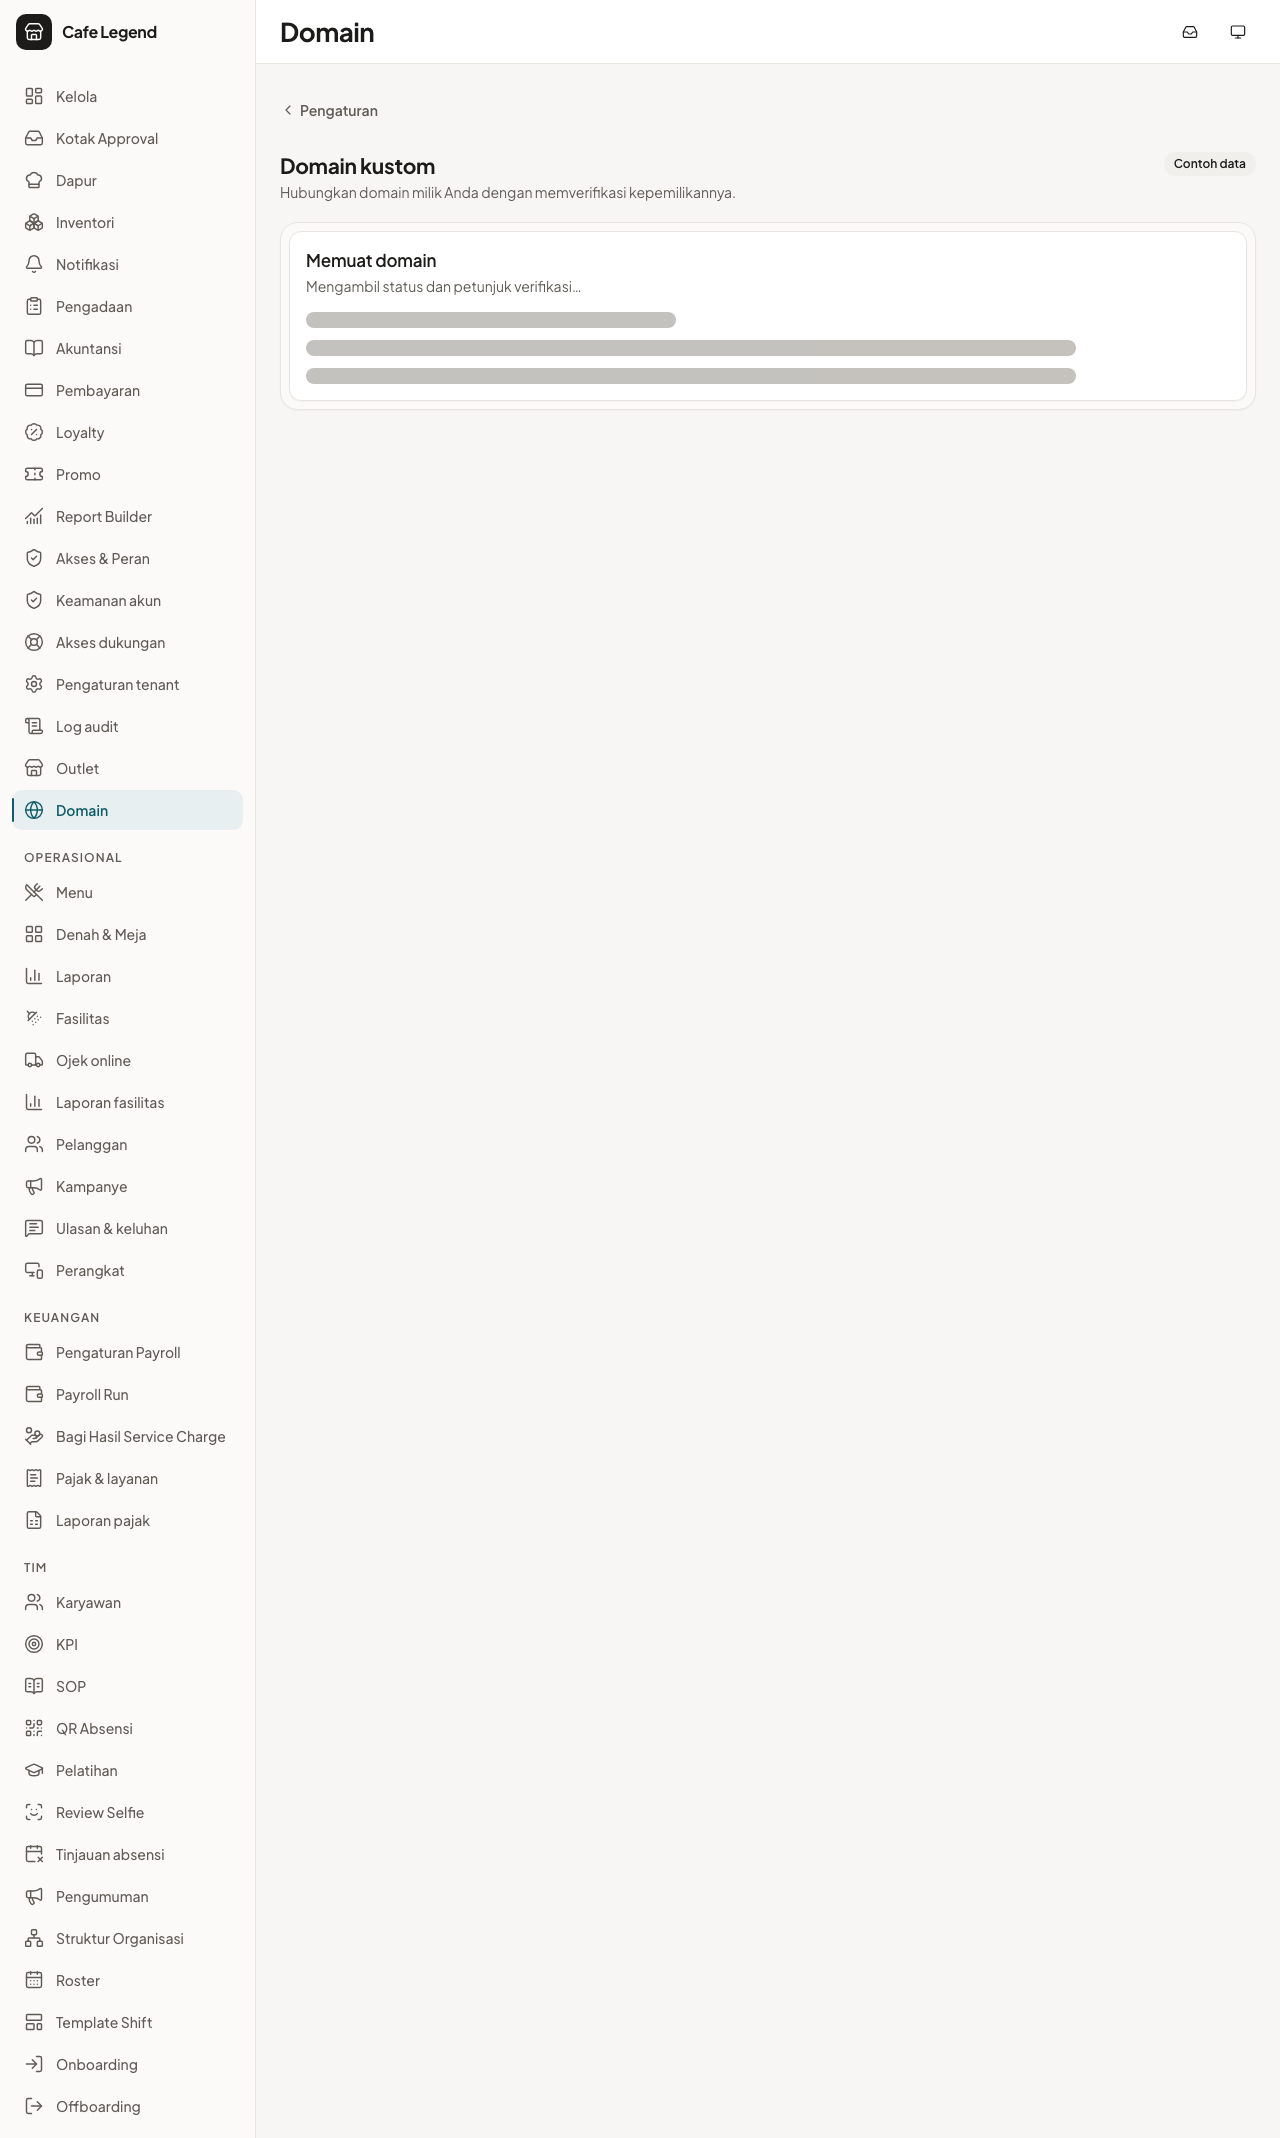 Cafe Legend
Domain
Kelola
Kotak Approval
Dapur
Inventori
Notifikasi
Pengadaan
Akuntansi
Pembayaran
Loyalty
Promo
Report Builder
Akses & Peran
Keamanan akun
Akses dukungan
Pengaturan tenant
Log audit
Outlet
Domain
OPERASIONAL
Menu
Denah & Meja
Laporan
Fasilitas
Ojek online
Laporan fasilitas
Pelanggan
Kampanye
Ulasan & keluhan
Perangkat
KEUANGAN
Pengaturan Payroll
Payroll Run
Bagi Hasil Service Charge
Pajak & layanan
Laporan pajak
TIM
Karyawan
KPI
SOP
QR Absensi
Pelatihan
Review Selfie
Tinjauan absensi
Pengumuman
Struktur Organisasi
Roster
Template Shift
Onboarding
Offboarding
Pengaturan
Domain kustom
Contoh data
Hubungkan domain milik Anda dengan memverifikasi kepemilikannya.
Memuat domain
Mengambil status dan petunjuk verifikasi...